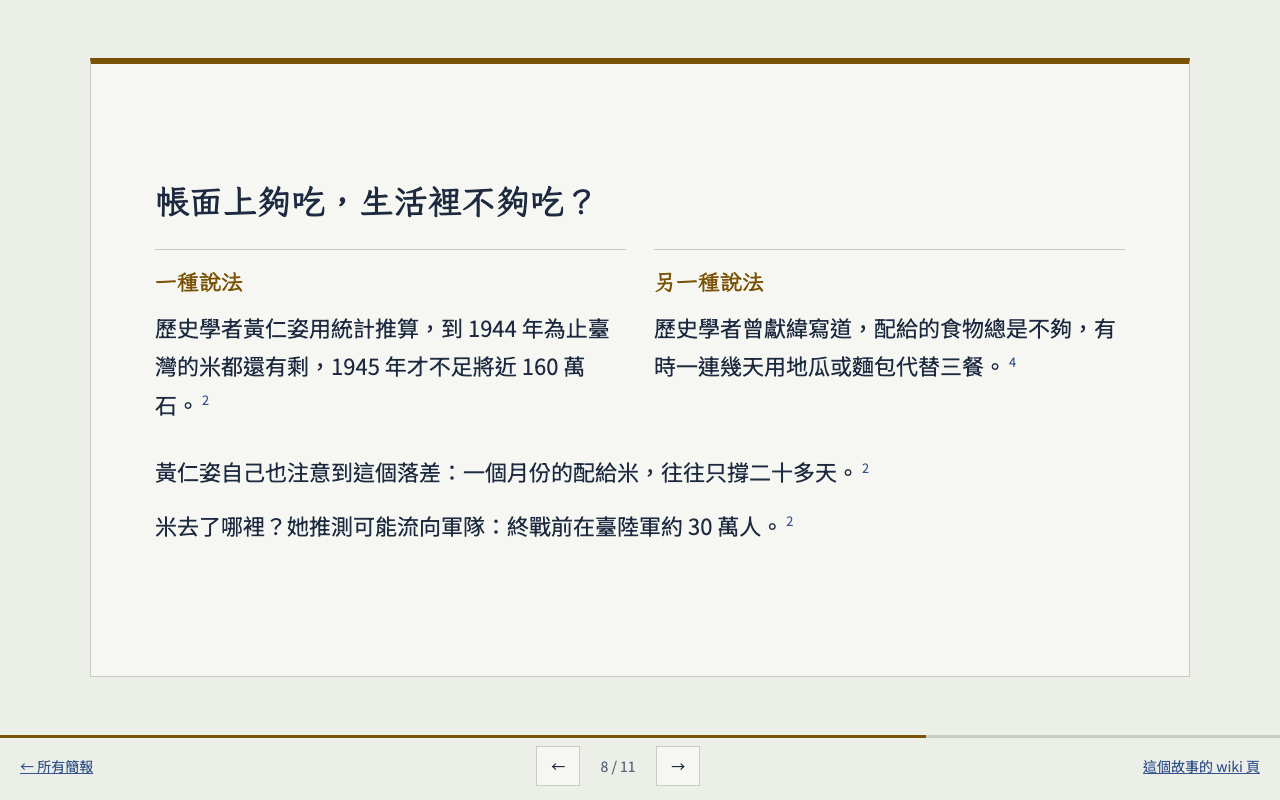 帳面上夠吃，生活裡不夠吃？
一種說法
歷史學者黃仁姿用統計推算，到 1944 年為止臺
灣的米都還有剩，1945 年才不足將近 160 萬
石。2
另一種說法
歷史學者曾獻緯寫道，配給的食物總是不夠，有
時一連幾天用地瓜或麵包代替三餐。4
黃仁姿自己也注意到這個落差：一個月份的配給米，往往只撐二十多天。2
米去了哪裡？她推測可能流向軍隊：終戰前在臺陸軍約 30 萬人。2
← 所有簡報
←
8 / 11
→
這個故事的 wiki 頁